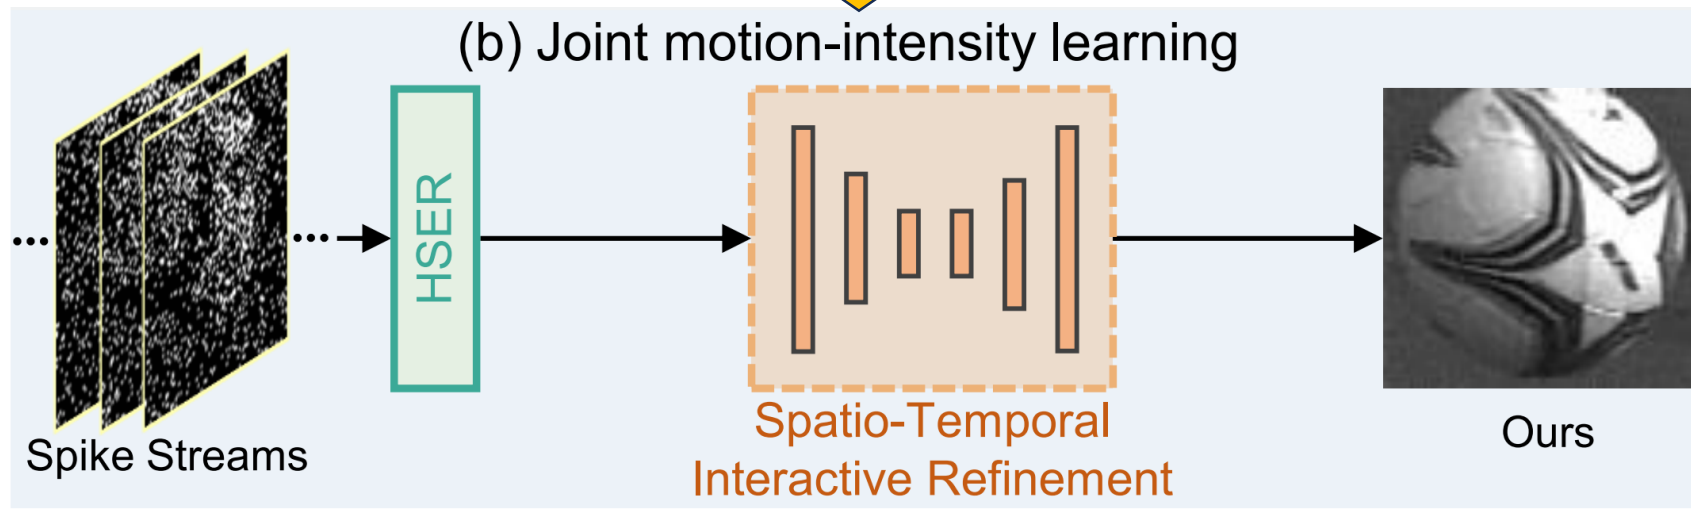 (b) Joint motion-intensity learning
HSER
Spike Streams
Spatio-Temporal
Interactive Refinement
Ours